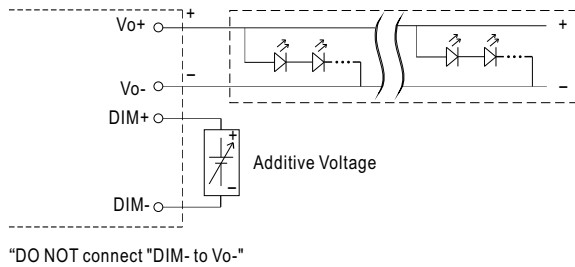 Vo+
+
+
–
–
Vo-
DIM+
+
Additive Voltage
–
DIM-
“DO NOT connect "DIM- to Vo-"